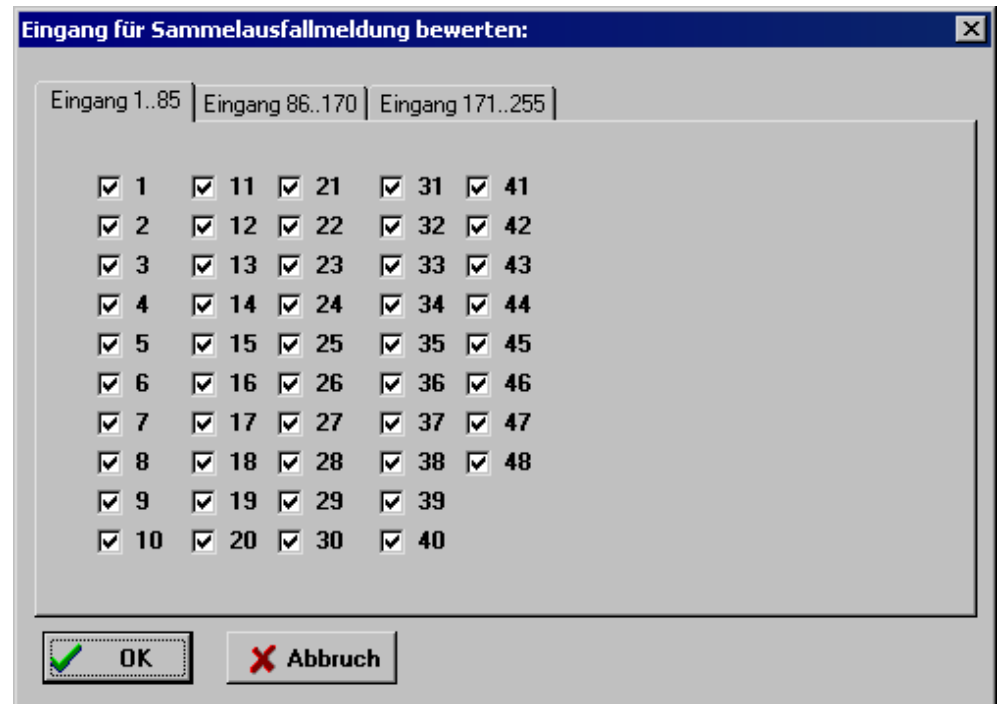 Eingang für Sammelausfallmeldung bewerten:
Eingang 1..85 Eingang 86..170 Eingang 171..255
1 11 21 31 41
2 12 22 32 42
3 13 23 33 43
4 14 24 34 44
5 15 25 35 45
6 16 26 36 46
7 17 27 37 47
8 18 28 38 48
9 19 29 39
10 20 30 40
OK Abbruch